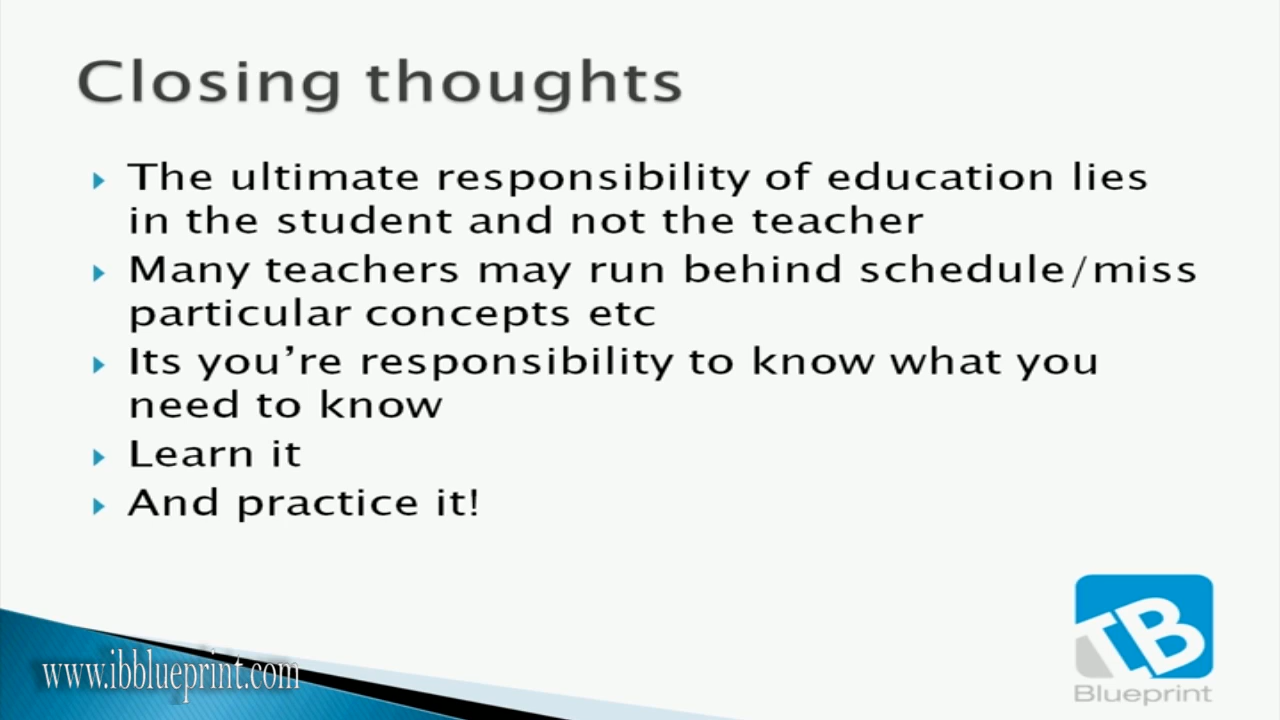 Closing thoughts
The ultimate responsibility of education lies
in the student and not the teacher
Many teachers may run behind schedule/miss
particular concepts etc
Its you’re responsibility to know what you
need to know
Learn it
And practice it!
www.ibblueprint.com
IB
Blueprint